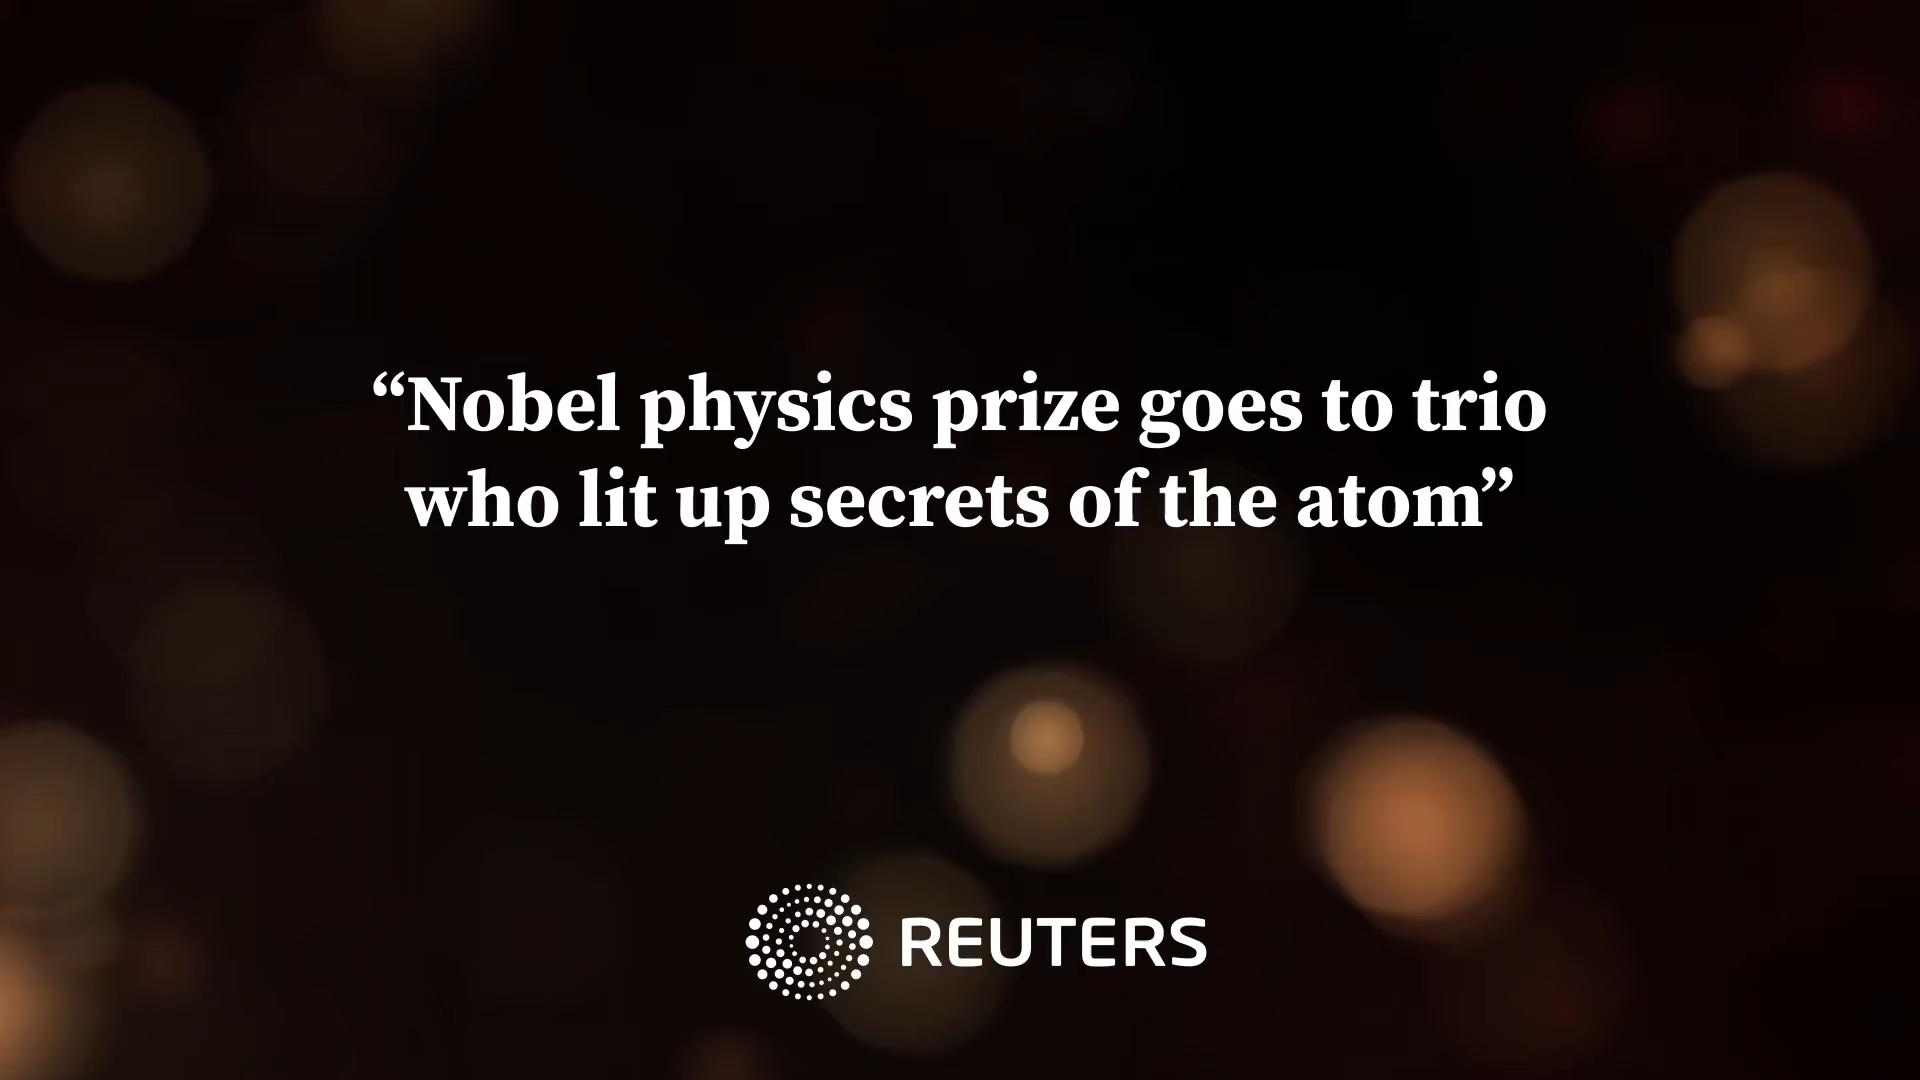 “Nobel physics prize goes to trio
who lit up secrets of the atom”
REUTERS